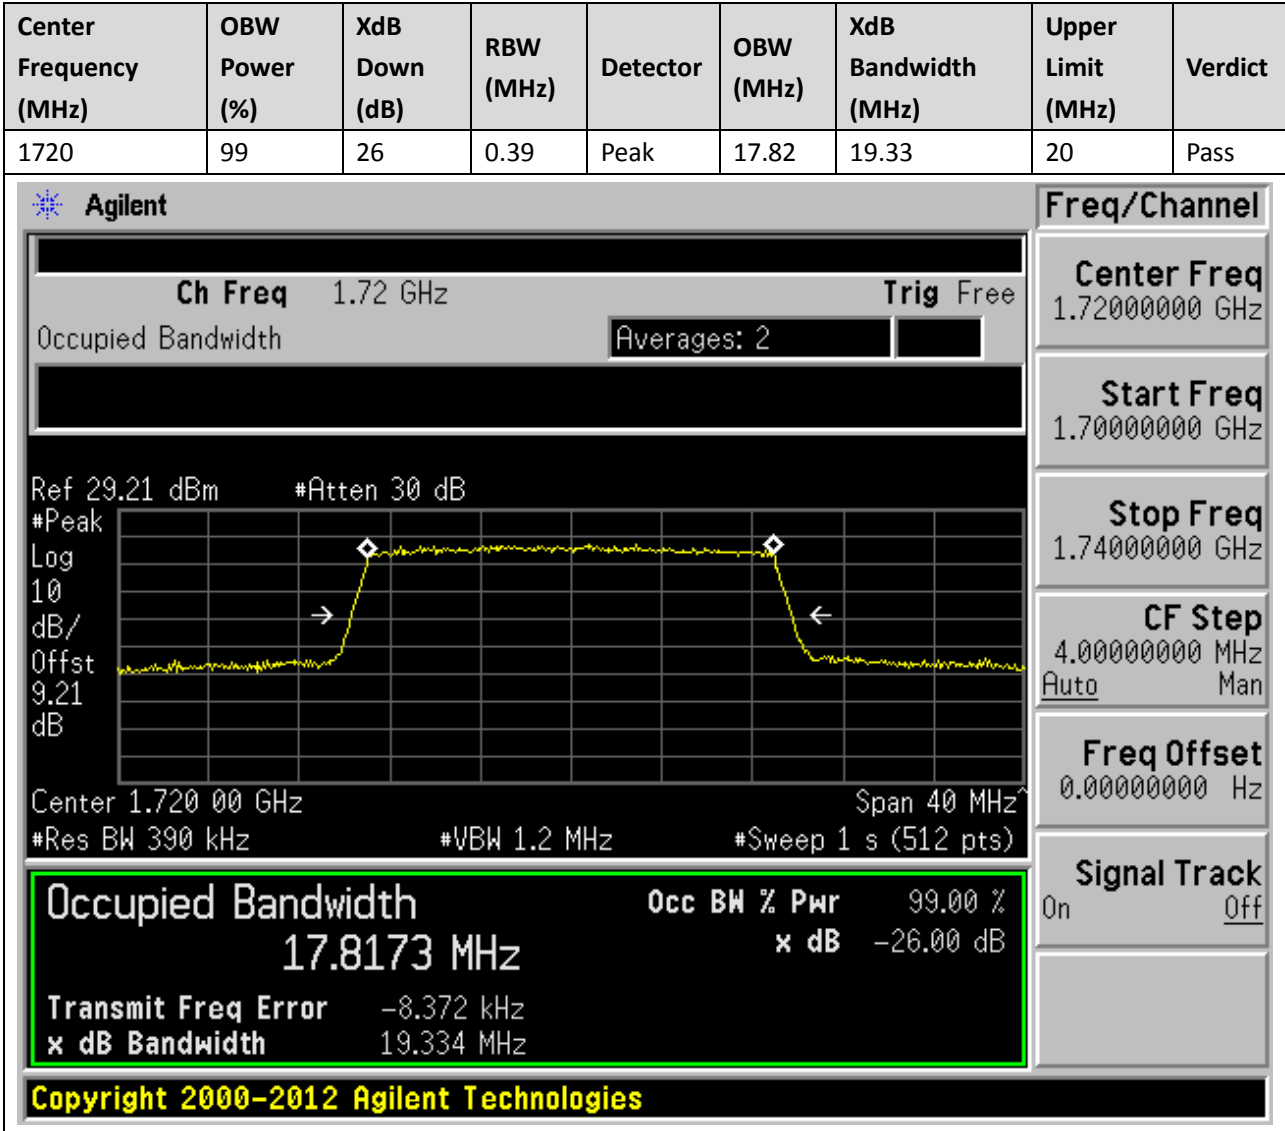 Center Frequency (MHz) OBW Power (%) XdB Down (dB) RBW (MHz) Detector OBW (MHz) XdB Bandwidth (MHz) Upper Limit (MHz) Verdict
1720 99 26 0.39 Peak 17.82 19.33 20 Pass
Agilent
Ch Freq 1.72 GHz Trig Free
Occupied Bandwidth Averages: 2
Ref 29.21 dBm #Atten 30 dB
#Peak
Log
10
dB/
Offst
9.21
dB
Center 1.720 00 GHz Span 40 MHz^
#Res BW 390 kHz #VBW 1.2 MHz #Sweep 1 s (512 pts)
Occupied Bandwidth Occ BW % Pwr 99.00 %
17.8173 MHz x dB -26.00 dB
Transmit Freq Error -8.372 kHz
x dB Bandwidth 19.334 MHz
Freq/Channel
Center Freq
1.72000000 GHz
Start Freq
1.70000000 GHz
Stop Freq
1.74000000 GHz
CF Step
4.00000000 MHz
Auto Man
Freq Offset
0.00000000 Hz
Signal Track
On Off
Copyright 2000-2012 Agilent Technologies